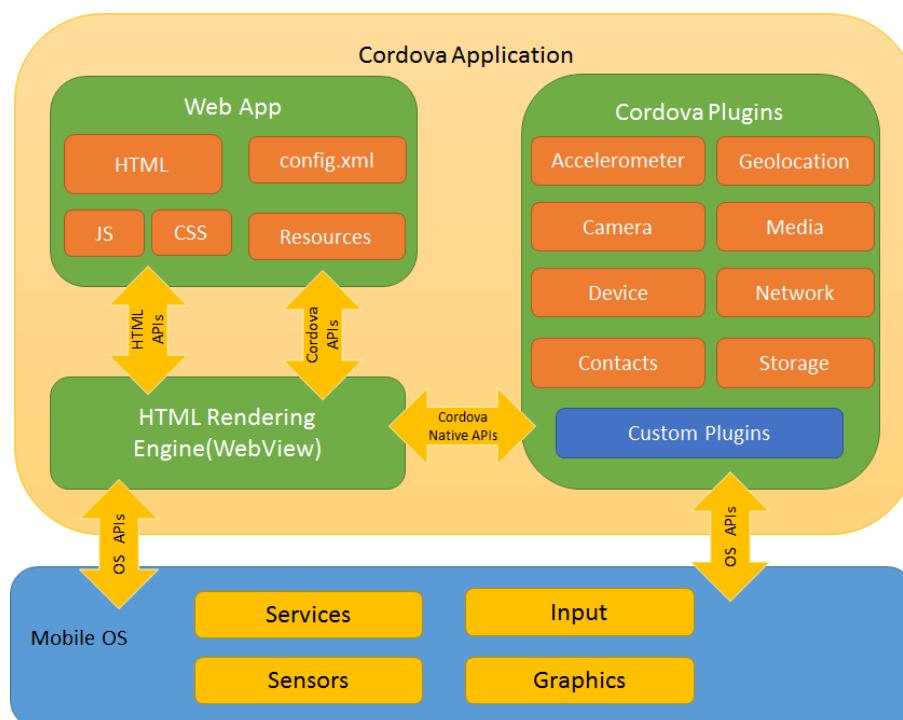 Cordova Application
Web App
HTML
config.xml
JS
CSS
Resources
Cordova Plugins
Accelerometer
Geolocation
Camera
Media
Device
Network
Contacts
Storage
Custom Plugins
HTML
APIs
Cordova
APIs
HTML Rendering
Engine(WebView)
Cordova
Native APIs
OS APIs
OS APIs
Mobile OS
Services
Input
Sensors
Graphics